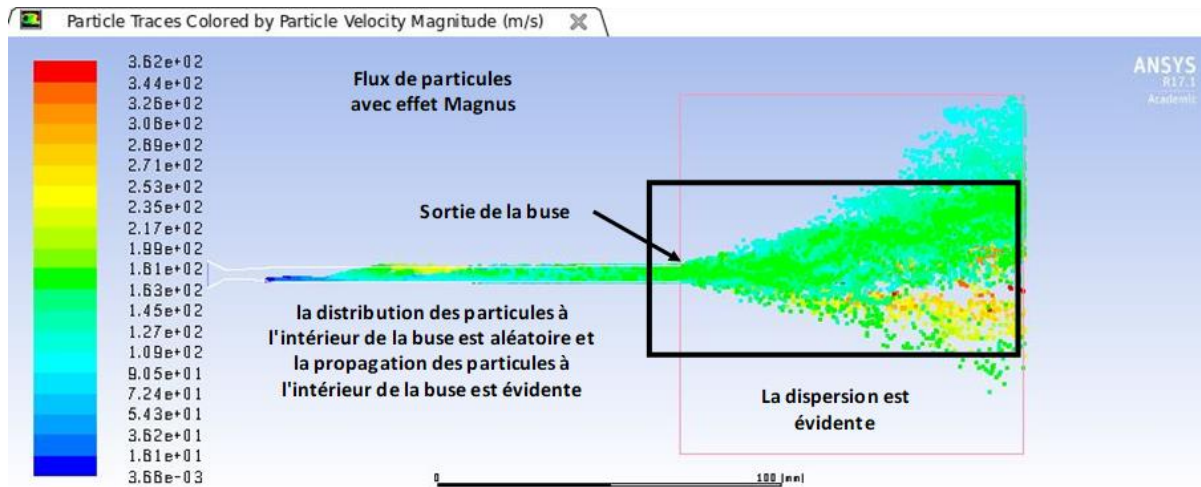 Particle Traces Colored by Particle Velocity Magnitude (m/s)
3.62e+02
3.44e+02
3.26e+02
3.08e+02
2.89e+02
2.71e+02
2.53e+02
2.35e+02
2.17e+02
1.99e+02
1.81e+02
1.63e+02
1.45e+02
1.27e+02
1.09e+02
9.05e+01
7.24e+01
5.43e+01
3.62e+01
1.81e+01
3.66e-03
Flux de particules
avec effet Magnus
ANSYS
R17.1
Academic
Sortie de la buse
la distribution des particules à
l'intérieur de la buse est aléatoire et
la propagation des particules à
l'intérieur de la buse est évidente
La dispersion est
évidente
0
100 (mm)